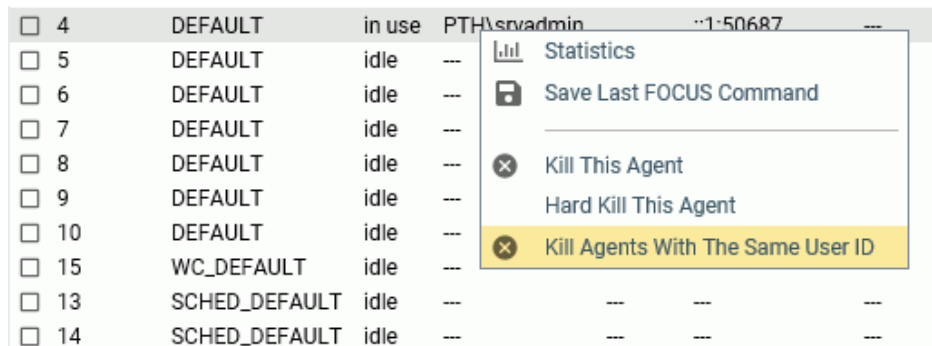 4 DEFAULT in use PTH\srvadmin ::1:50687 ---
Statistics
5 DEFAULT idle ---
6 DEFAULT idle --- Save Last FOCUS Command
7 DEFAULT idle ---
8 DEFAULT idle --- Kill This Agent
9 DEFAULT idle --- Hard Kill This Agent
10 DEFAULT idle --- Kill Agents With The Same User ID
15 WC_DEFAULT idle ---
13 SCHED_DEFAULT idle --- --- --- ---
14 SCHED_DEFAULT idle --- --- --- ---